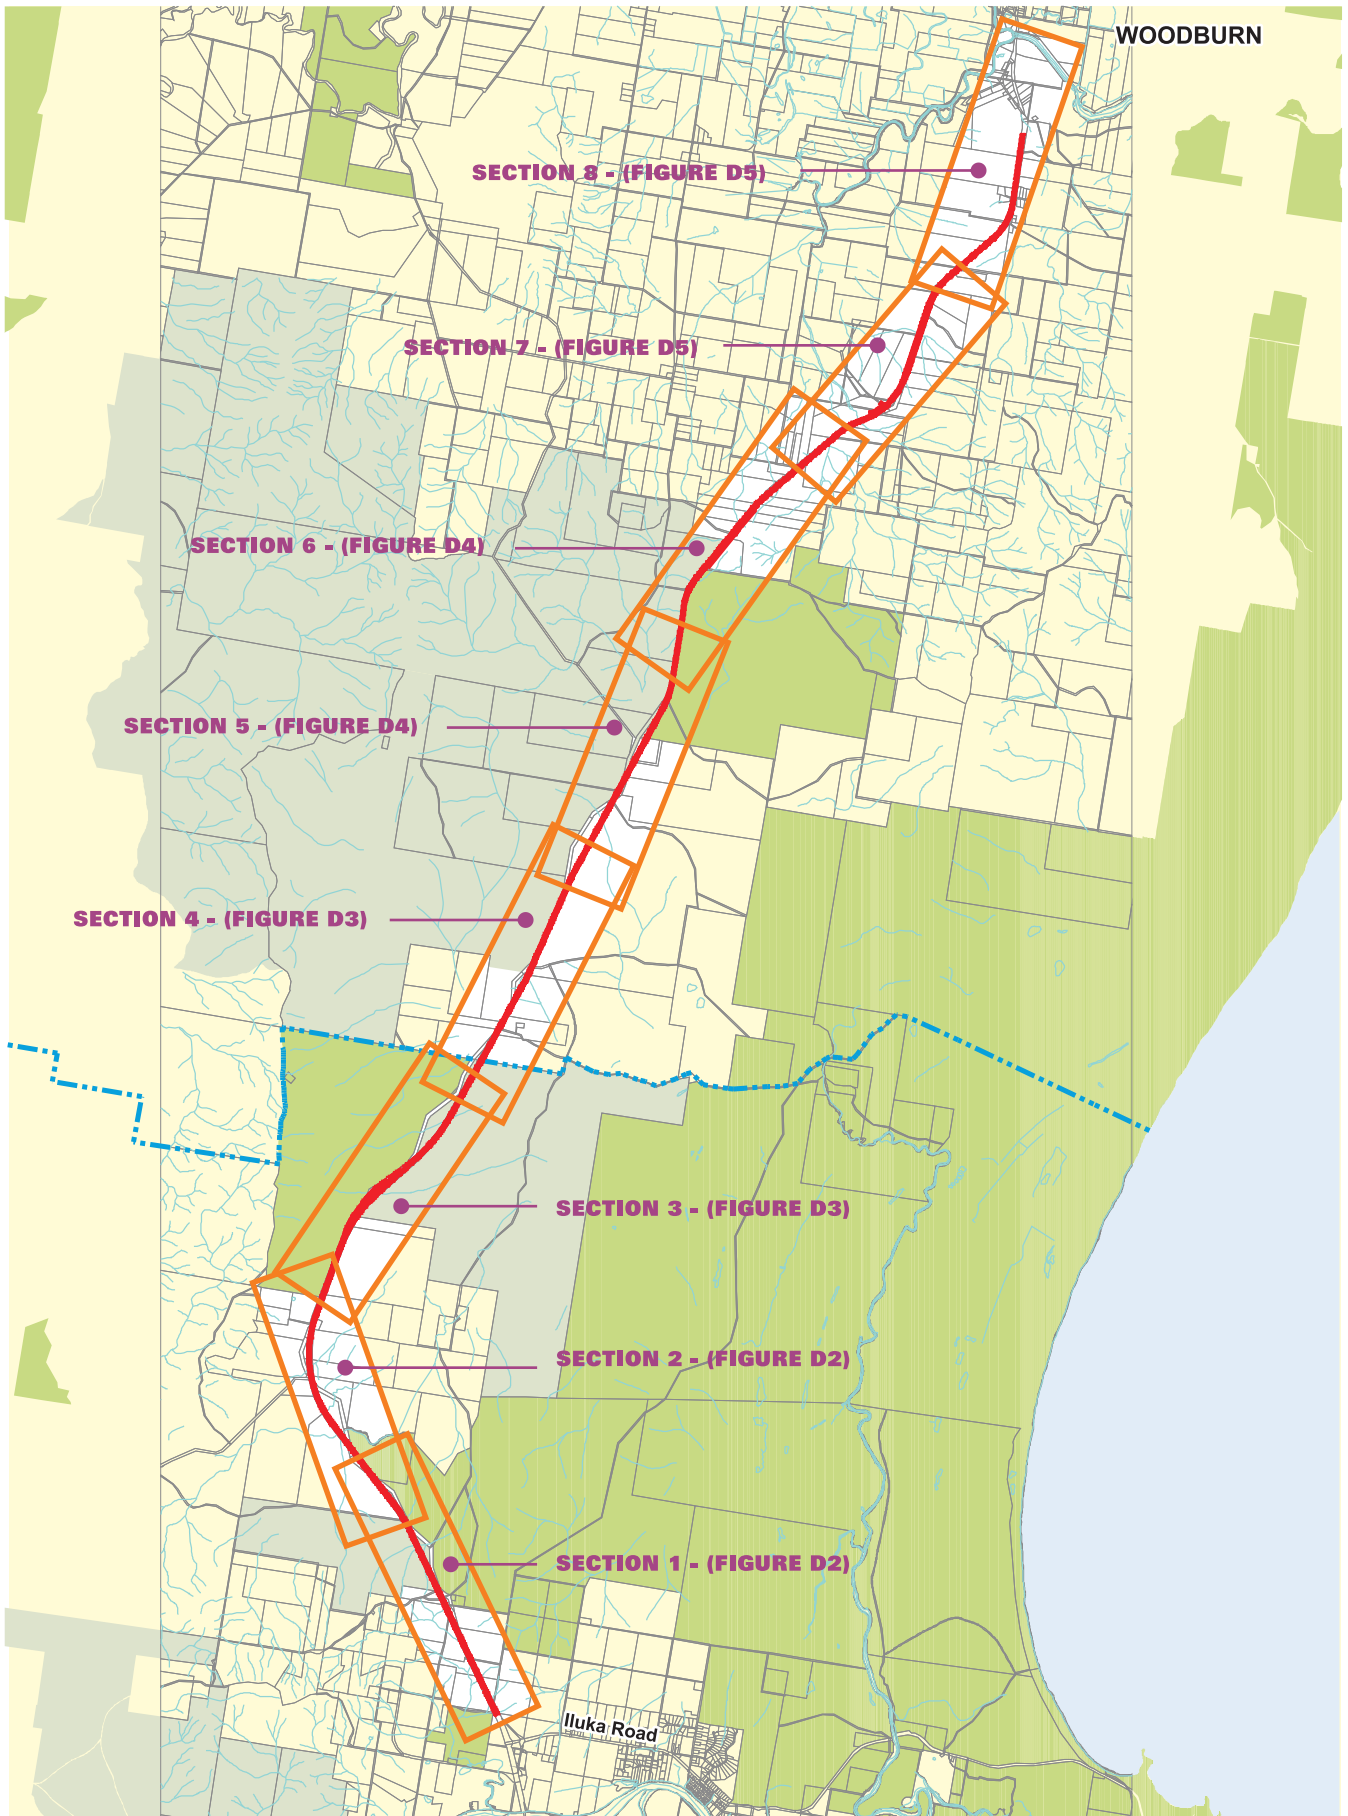 WOODBURN
SECTION 8 - (FIGURE D5)
SECTION 7 - (FIGURE D5)
SECTION 6 - (FIGURE D4)
SECTION 5 - (FIGURE D4)
SECTION 4 - (FIGURE D3)
SECTION 3 - (FIGURE D3)
SECTION 2 - (FIGURE D2)
SECTION 1 - (FIGURE D2)
Iluka Road